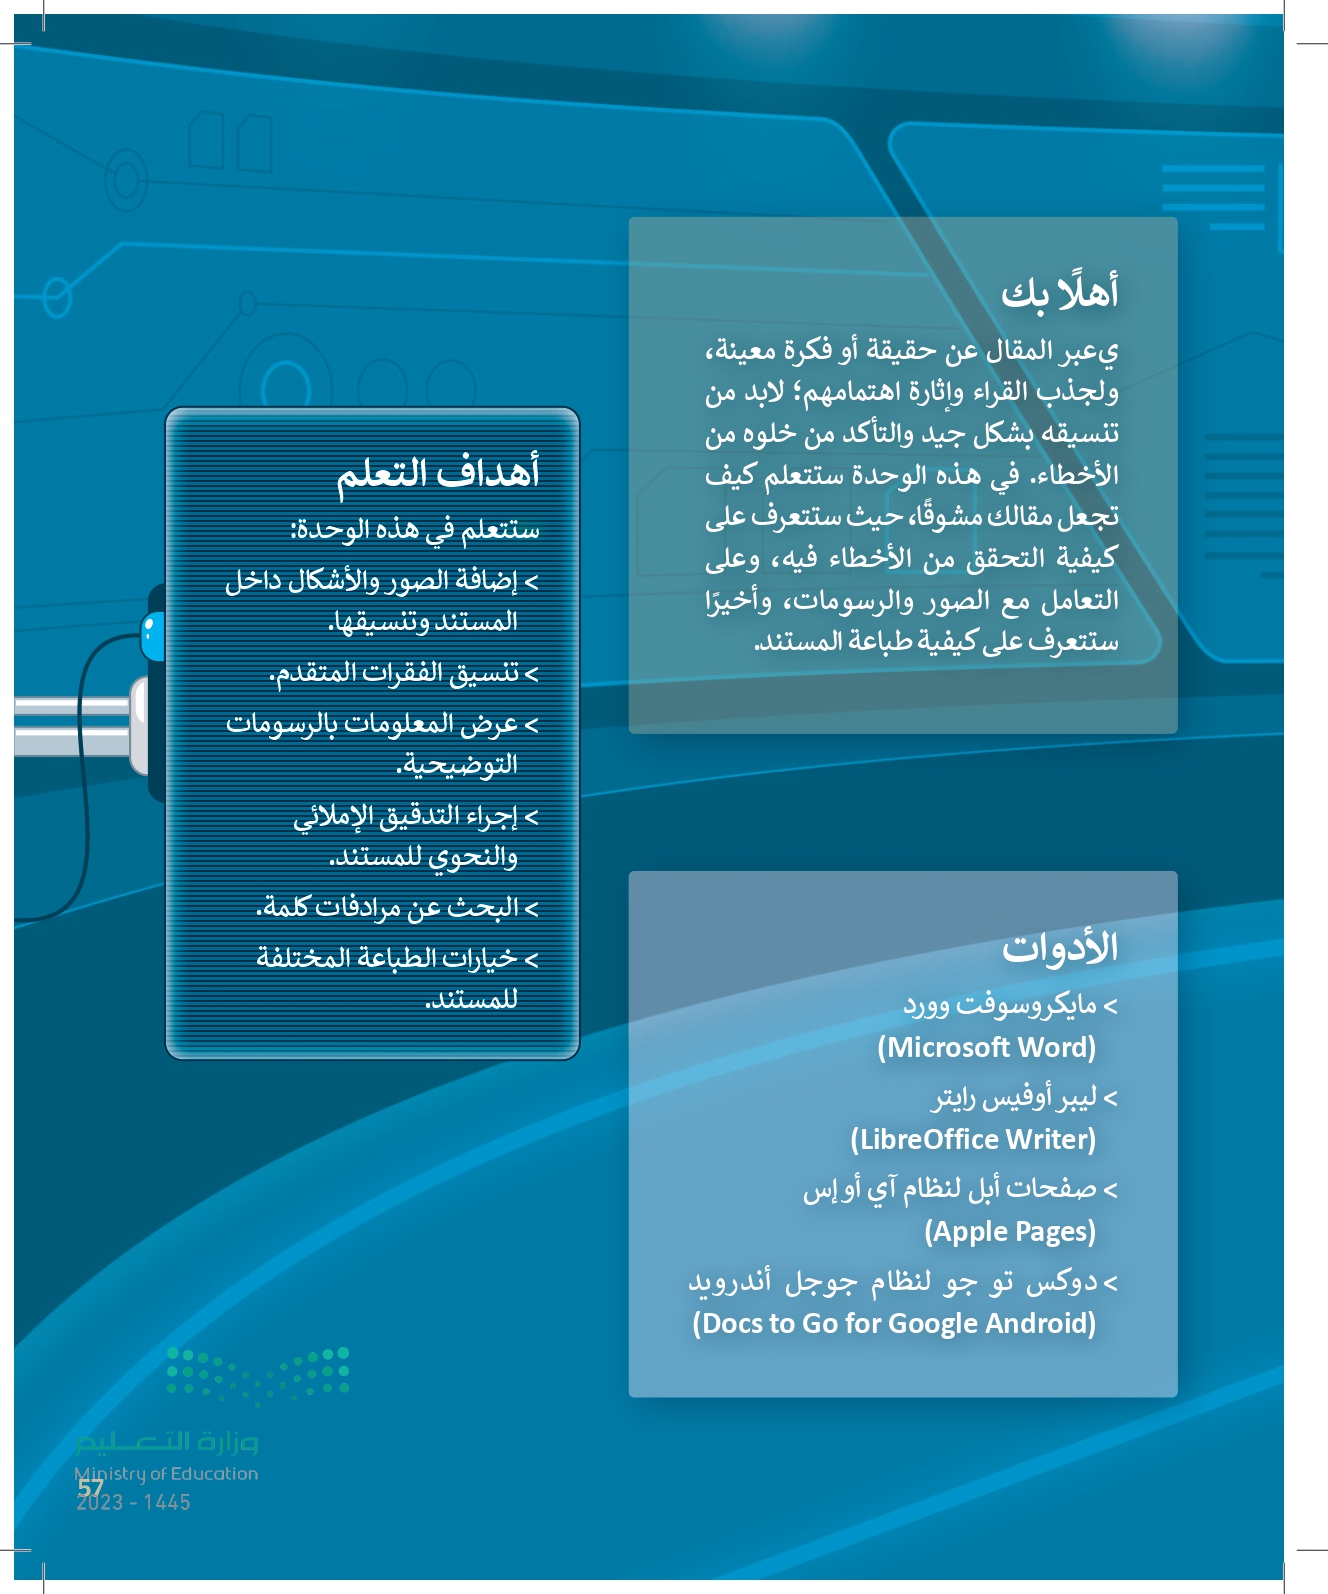 أهلًا بك
يعبر المقال عن حقيقة أو فكرة معينة،
ولجذب القراء وإثارة اهتمامهم؛ لابد من
تنسيقه بشكل جيد والتأكد من خلوه من
الأخطاء. في هذه الوحدة ستتعلم كيف
تجعل مقالك مشوقًا، حيث ستتعرف على
كيفية التحقق من الأخطاء فيه، وعلى
التعامل مع الصور والرسومات، وأخيرًا
ستتعرف على كيفية طباعة المستند.
أهداف التعلم
ستتعلم في هذه الوحدة:
> إضافة الصور والأشكال داخل
المستند وتنسيقها.
> تنسيق الفقرات المتقدم.
> عرض المعلومات بالرسومات
التوضيحية.
> إجراء التدقيق الإملائي
والنحوي للمستند.
> البحث عن مرادفات كلمة.
> خيارات الطباعة المختلفة
للمستند.
الأدوات
> مايكروسوفت وورد
(Microsoft Word)
> ليبر أوفيس رايتر
(LibreOffice Writer)
> صفحات أبل لنظام آي أو إس
(Apple Pages)
> دوكس تو جو لنظام جوجل أندرويد
(Docs to Go for Google Android)
وزارة التعليم
Ministry of Education
57
2023 - 1445